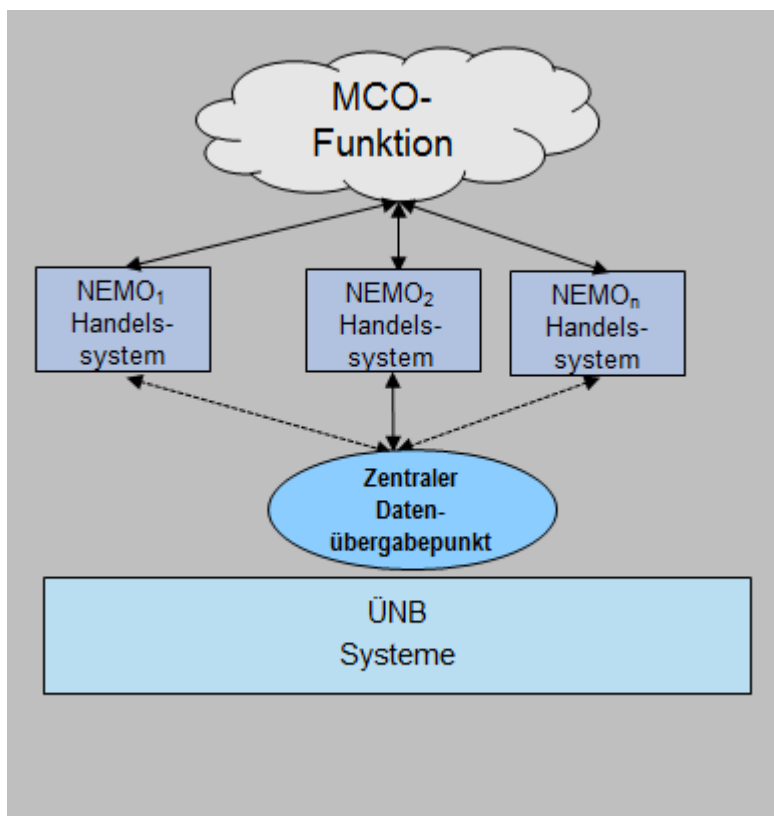 MCO-
Funktion
NEMO₁
Handels-
system
NEMO₂
Handels-
system
NEMOₙ
Handels-
system
Zentraler
Daten-
übergabepunkt
ÜNB
Systeme